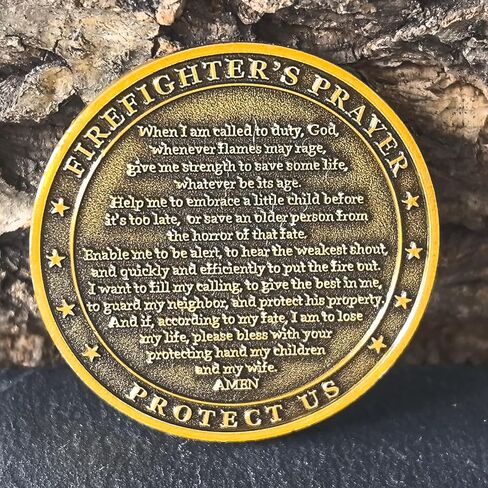 FIREFIGHTER'S PRAYER
When I am called to duty, God,
whenever flames may rage,
give me strength to save some life,
whatever be its age.
Help me to embrace a little child before
it's too late, or save an older person from
the horror of that fate.
Enable me to be alert, to hear the weakest shout,
and quickly and efficiently to put the fire out.
I want to fill my calling, to give the best in me,
to guard my neighbor, and protect his property.
And if, according to my fate, I am to lose
my life, please bless with your
protecting hand my children
and my wife.
AMEN
PROTECT US